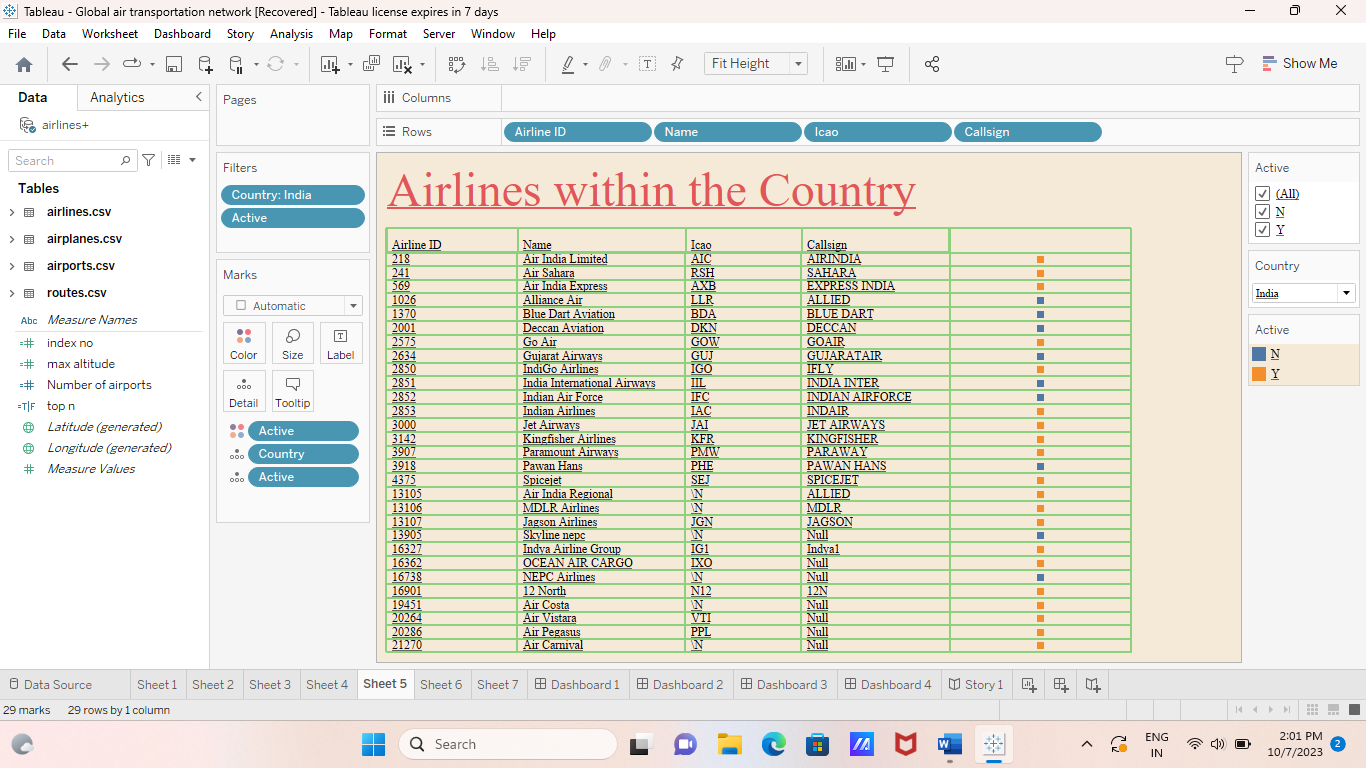 Tableau - Global air transportation network [Recovered] - Tableau license expires in 7 days
File Data Worksheet Dashboard Story Analysis Map Format Server Window Help
Fit Height
Show Me
Data Analytics
airlines+
Search
Tables
airlines.csv
airplanes.csv
airports.csv
routes.csv
Abc Measure Names
index no
max altitude
Number of airports
T|F top n
Latitude (generated)
Longitude (generated)
Measure Values
Pages
Filters
Country: India
Active
Marks
Automatic
Color Size Label
Detail Tooltip
Active
Country
Active
Columns
Rows Airline ID Name Icao Callsign
Airlines within the Country
Airline ID Name Icao Callsign
218 Air India Limited AIC AIRINDIA
241 Air Sahara RSH SAHARA
569 Air India Express AXB EXPRESS INDIA
1026 Alliance Air LLR ALLIED
1370 Blue Dart Aviation BDA BLUE DART
2001 Deccan Aviation DKN DECCAN
2575 Go Air GOW GOAIR
2634 Gujarat Airways GUJ GUJARATAIR
2850 IndiGo Airlines IGO IFLY
2851 India International Airways IIL INDIA INTER
2852 Indian Air Force IFC INDIAN AIRFORCE
2853 Indian Airlines IAC INDAIR
3000 Jet Airways JAI JET AIRWAYS
3142 Kingfisher Airlines KFR KINGFISHER
3907 Paramount Airways PMW PARAWAY
3918 Pawan Hans PHE PAWAN HANS
4375 Spicejet SEJ SPICEJET
13105 Air India Regional \N ALLIED
13106 MDLR Airlines \N MDLR
13107 Jagson Airlines JGN JAGSON
13905 Skyline nepc \N Null
16327 Indya Airline Group IG1 Indya1
16362 OCEAN AIR CARGO IXO Null
16738 NEPC Airlines \N Null
16901 12 North N12 12N
19451 Air Costa \N Null
20264 Air Vistara VTI Null
20286 Air Pegasus PPL Null
21270 Air Carnival \N Null
Active
(All)
N
Y
Country
India
Active
N
Y
Data Source Sheet 1 Sheet 2 Sheet 3 Sheet 4 Sheet 5 Sheet 6 Sheet 7 Dashboard 1 Dashboard 2 Dashboard 3 Dashboard 4 Story 1
29 marks 29 rows by 1 column
Search
ENG
IN
2:01 PM
10/7/2023
2